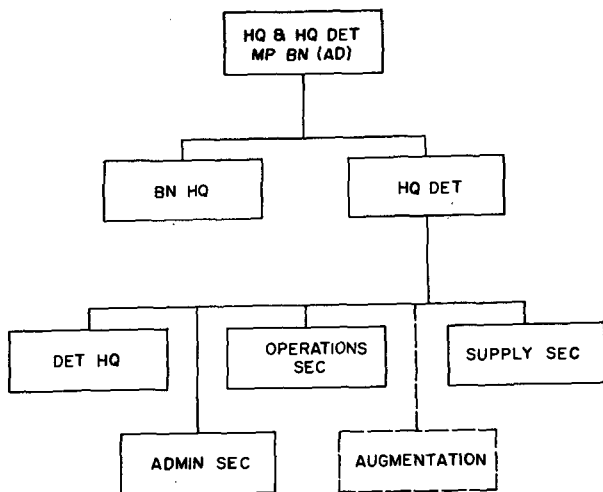 HQ & HQ DET
MP BN (AD)
BN HQ
HQ DET
DET HQ
OPERATIONS
SEC
SUPPLY SEC
ADMIN SEC
AUGMENTATION